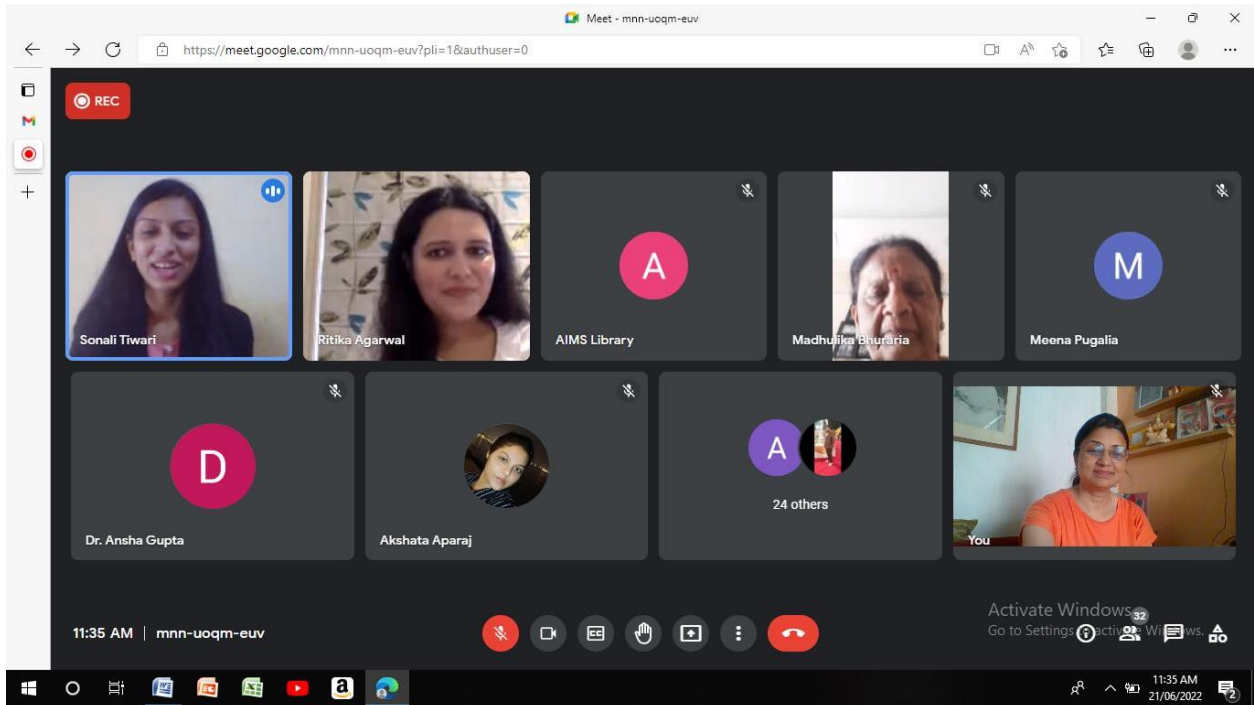 Meet - mnn-uoqm-euv
https://meet.google.com/mnn-uoqm-euv?pli=1&authuser=0
REC
Sonali Tiwari
Ritika Agarwal
A
AIMS Library
Madhulika Bhuraria
M
Meena Pugalia
D
Dr. Ansha Gupta
Akshata Aparaj
A
24 others
You
Activate Windows
Go to Settings to activate Windows.
32
11:35 AM | mnn-uoqm-euv
CC
a
11:35 AM
21/06/2022
2